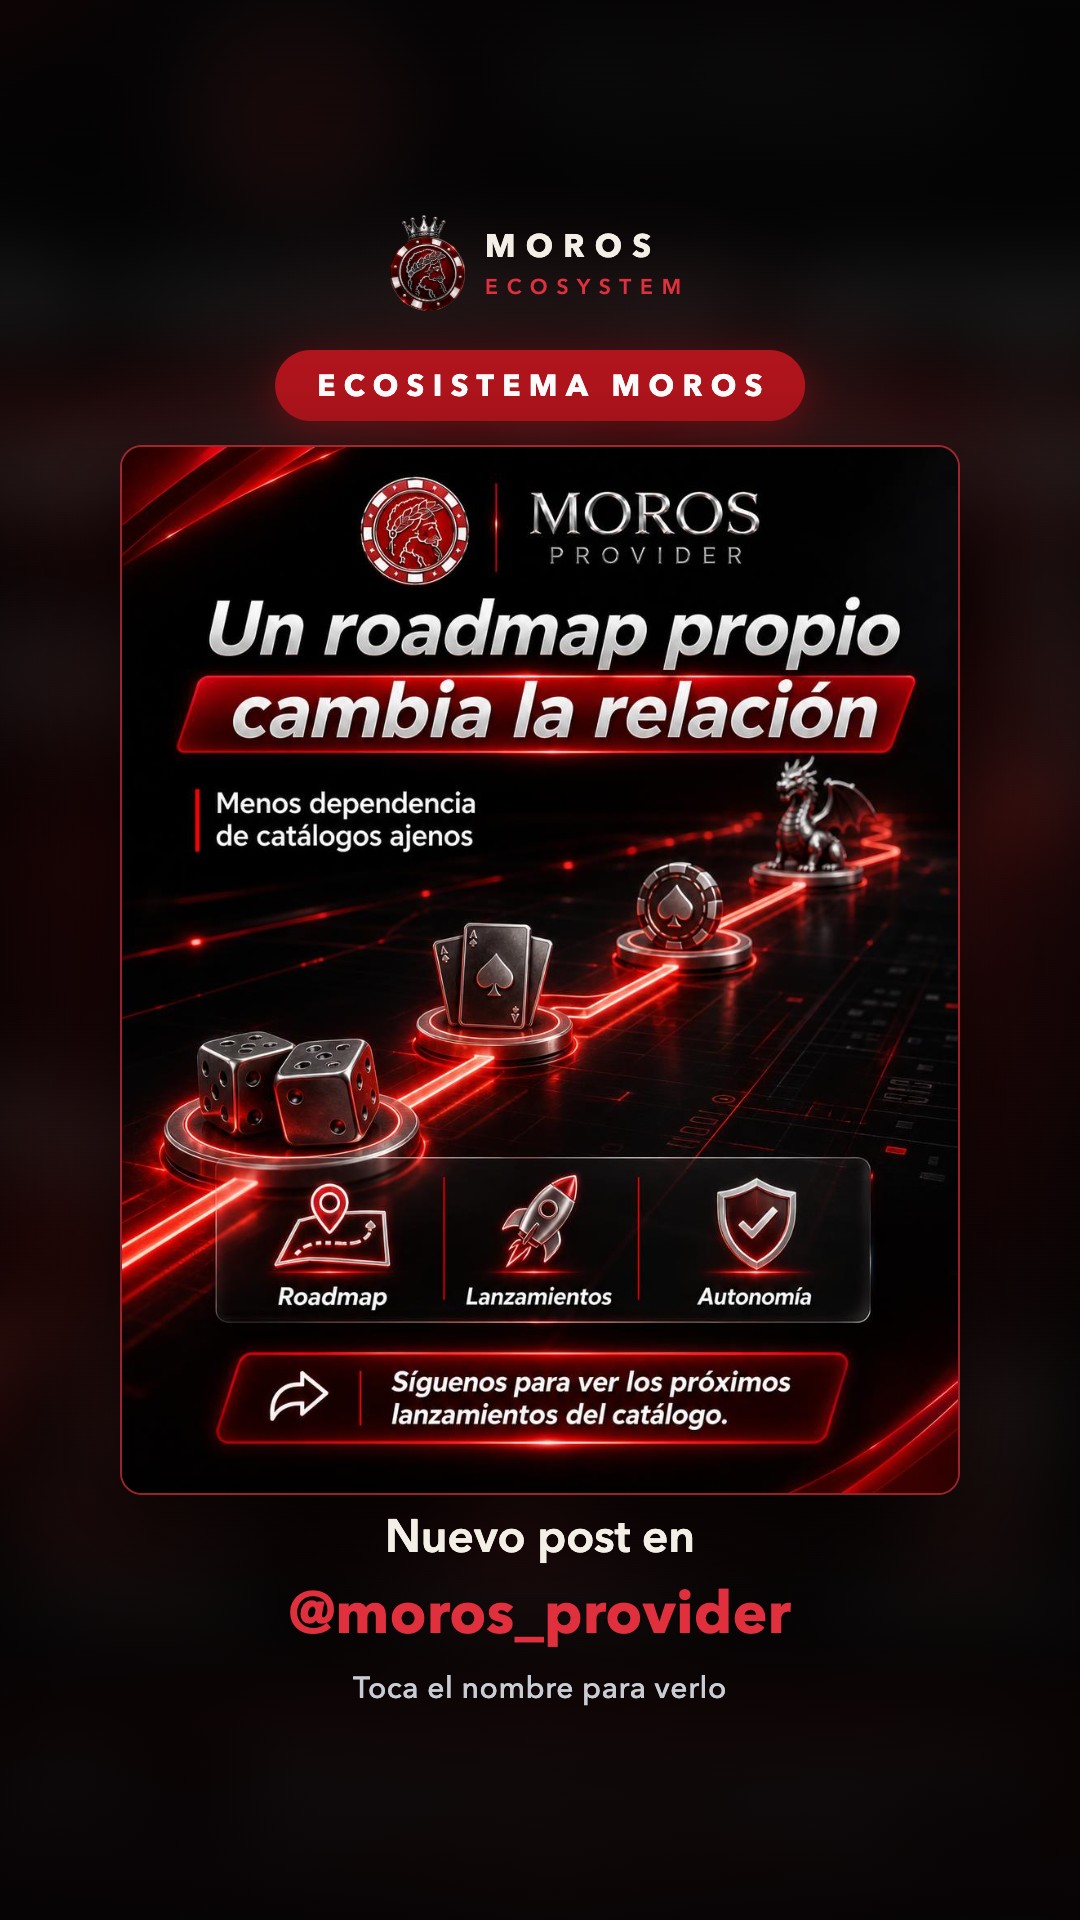 MOROS
ECOSYSTEM
ECOSISTEMA MOROS
MOROS
PROVIDER
Un roadmap propio
cambia la relación
Menos dependencia
de catálogos ajenos
A
A
A
Roadmap
Lanzamientos
Autonomía
Síguenos para ver los próximos
lanzamientos del catálogo.
Nuevo post en
@moros_provider
Toca el nombre para verlo